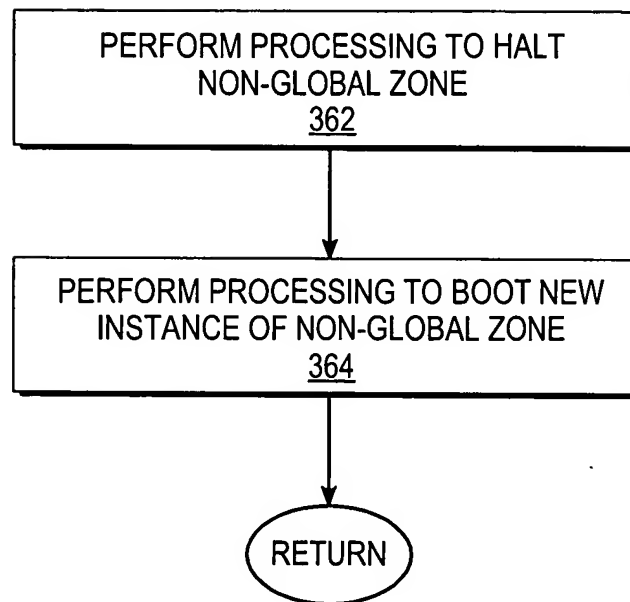 PERFORM PROCESSING TO HALT
NON-GLOBAL ZONE
362
PERFORM PROCESSING TO BOOT NEW
INSTANCE OF NON-GLOBAL ZONE
364
RETURN